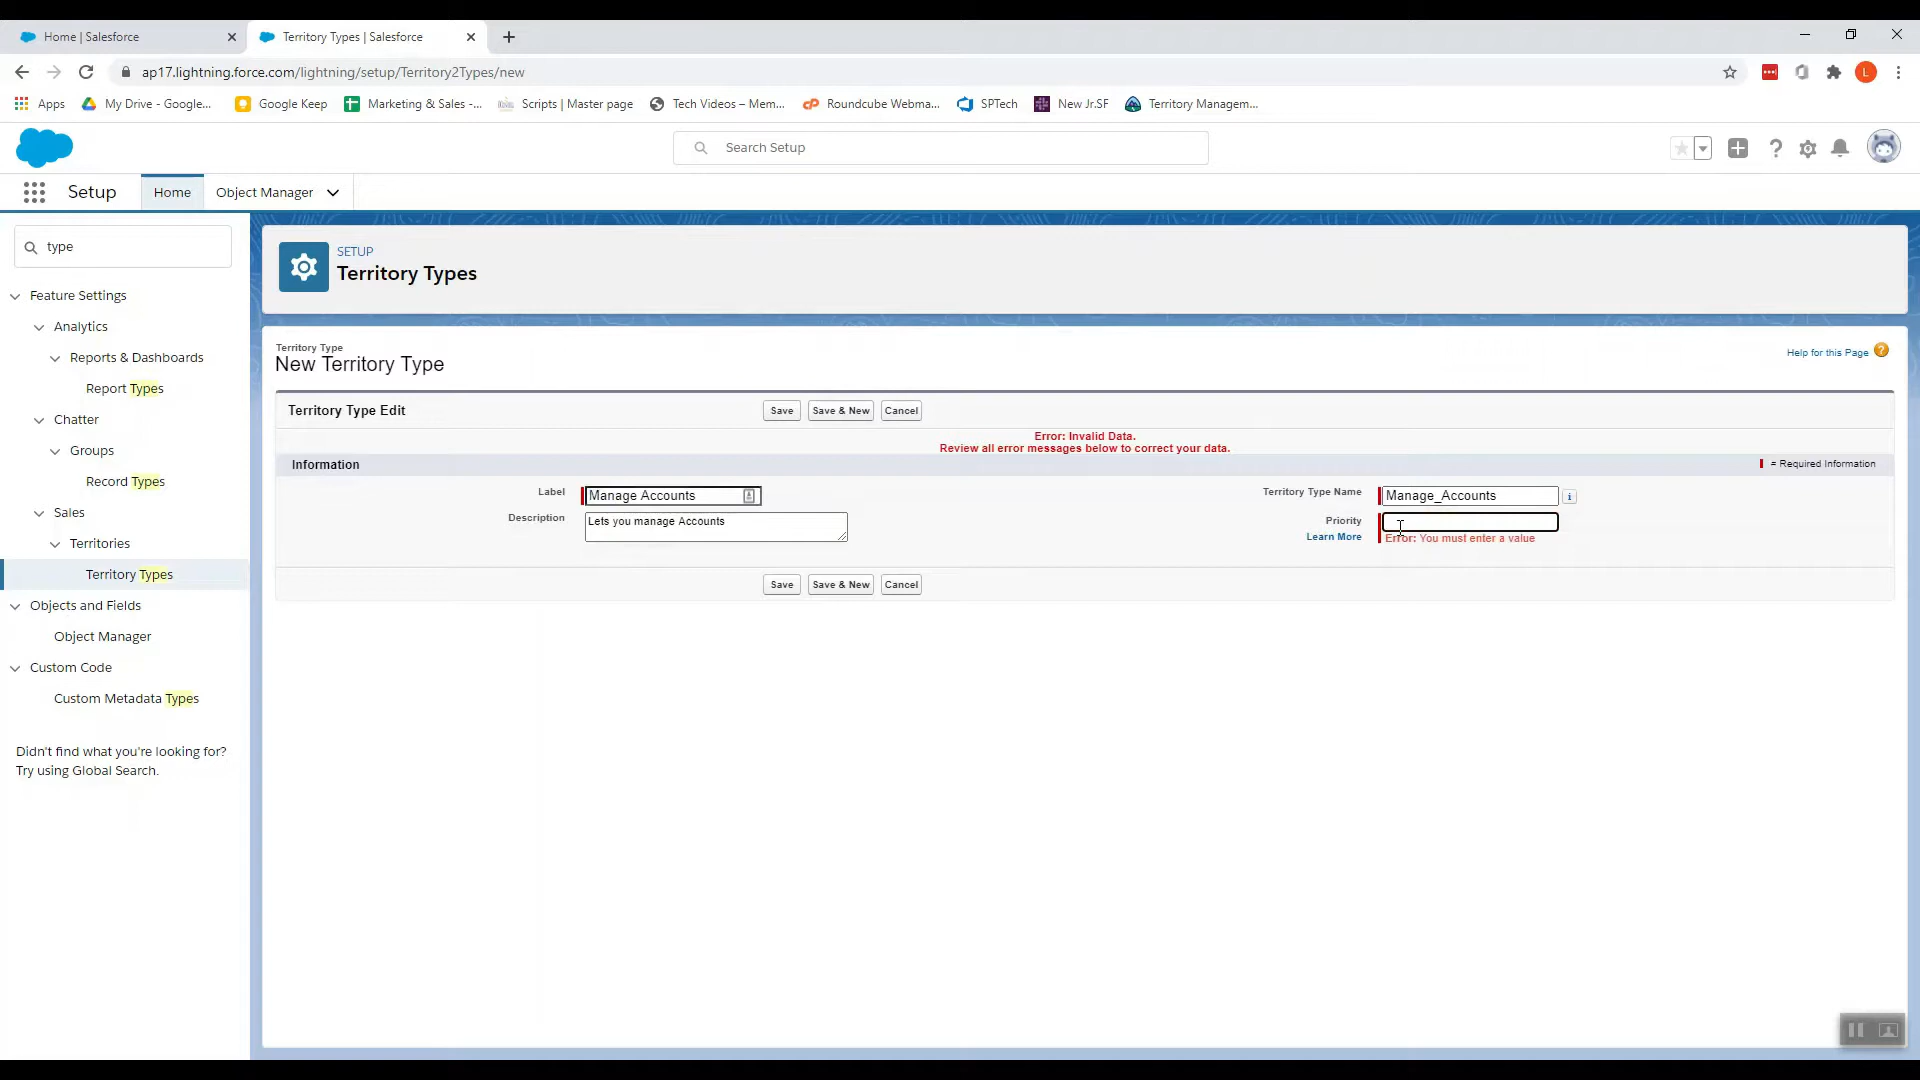 Home | Salesforce
Territory Types | Salesforce
ap17.lightning.force.com/lightning/setup/Territory2Types/new
L
Apps
My Drive - Google...
Google Keep
Marketing & Sales -...
Scripts | Master page
Tech Videos – Mem...
Roundcube Webma...
SPTech
New Jr.SF
Territory Managem...
Search Setup
Setup
Home
Object Manager
type
Feature Settings
Analytics
Reports & Dashboards
Report Types
Chatter
Groups
Record Types
Sales
Territories
Territory Types
Objects and Fields
Object Manager
Custom Code
Custom Metadata Types
Didn't find what you're looking for?
Try using Global Search.
SETUP
Territory Types
Territory Type
New Territory Type
Help for this Page
Territory Type Edit
Save
Save & New
Cancel
Error: Invalid Data.
Review all error messages below to correct your data.
Information
= Required Information
Label
Manage Accounts
Territory Type Name
Manage_Accounts
Description
Lets you manage Accounts
Priority
Learn More
Error: You must enter a value
Save
Save & New
Cancel